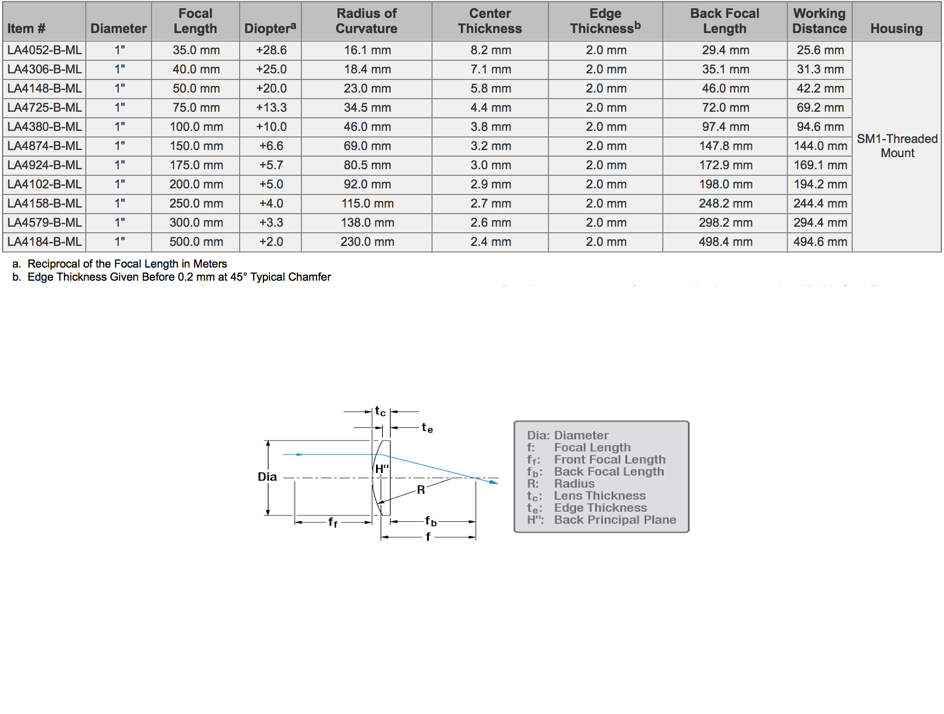 Item # Diameter Focal Length Dioptera Radius of Curvature Center Thickness Edge Thicknessb Back Focal Length Working Distance Housing
LA4052-B-ML 1" 35.0 mm +28.6 16.1 mm 8.2 mm 2.0 mm 29.4 mm 25.6 mm
LA4306-B-ML 1" 40.0 mm +25.0 18.4 mm 7.1 mm 2.0 mm 35.1 mm 31.3 mm
LA4148-B-ML 1" 50.0 mm +20.0 23.0 mm 5.8 mm 2.0 mm 46.0 mm 42.2 mm
LA4725-B-ML 1" 75.0 mm +13.3 34.5 mm 4.4 mm 2.0 mm 72.0 mm 69.2 mm
LA4380-B-ML 1" 100.0 mm +10.0 46.0 mm 3.8 mm 2.0 mm 97.4 mm 94.6 mm
LA4874-B-ML 1" 150.0 mm +6.6 69.0 mm 3.2 mm 2.0 mm 147.8 mm 144.0 mm SM1-Threaded Mount
LA4924-B-ML 1" 175.0 mm +5.7 80.5 mm 3.0 mm 2.0 mm 172.9 mm 169.1 mm
LA4102-B-ML 1" 200.0 mm +5.0 92.0 mm 2.9 mm 2.0 mm 198.0 mm 194.2 mm
LA4158-B-ML 1" 250.0 mm +4.0 115.0 mm 2.7 mm 2.0 mm 248.2 mm 244.4 mm
LA4579-B-ML 1" 300.0 mm +3.3 138.0 mm 2.6 mm 2.0 mm 298.2 mm 294.4 mm
LA4184-B-ML 1" 500.0 mm +2.0 230.0 mm 2.4 mm 2.0 mm 498.4 mm 494.6 mm
a. Reciprocal of the Focal Length in Meters
b. Edge Thickness Given Before 0.2 mm at 45° Typical Chamfer
tc
te
Dia
H"
R
ff
fb
f
Dia: Diameter
f: Focal Length
ff: Front Focal Length
fb: Back Focal Length
R: Radius
tc: Lens Thickness
te: Edge Thickness
H": Back Principal Plane